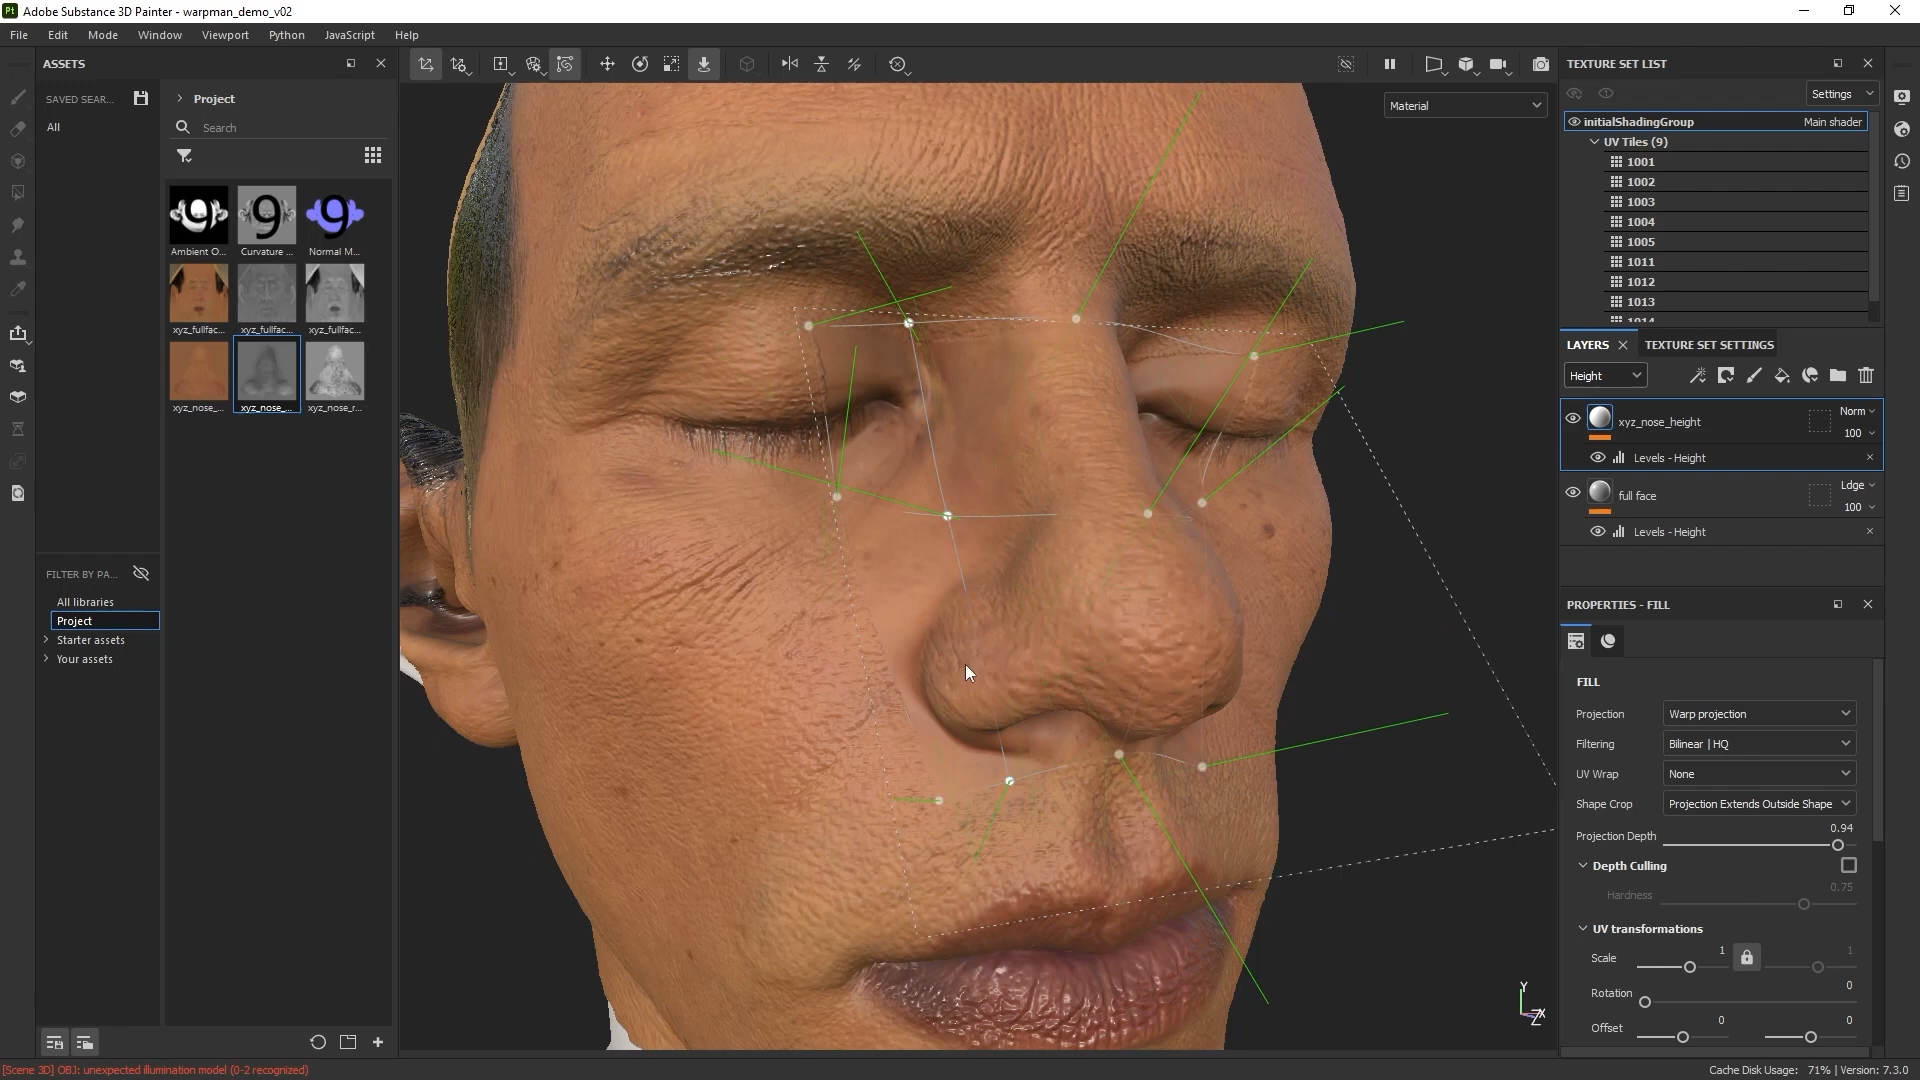 Pt Adobe Substance 3D Painter - warpman_demo_v02
File Edit Mode Window Viewport Python JavaScript Help
ASSETS
SAVED SEAR...
All
Project
Search
Ambient O...
Curvature ...
Normal M...
xyz_fullfac...
xyz_fullfac...
xyz_fullfac...
xyz_nose_...
xyz_nose_...
xyz_nose_r...
FILTER BY PA...
All libraries
Project
Starter assets
Your assets
Material
Y
Z
X
TEXTURE SET LIST
Settings
initialShadingGroup Main shader
UV Tiles (9)
1001
1002
1003
1004
1005
1011
1012
1013
1014
LAYERS TEXTURE SET SETTINGS
Height
xyz_nose_height Norm
100
Levels - Height
full face Ldge
100
Levels - Height
PROPERTIES - FILL
FILL
Projection Warp projection
Filtering Bilinear | HQ
UV Wrap None
Shape Crop Projection Extends Outside Shape
Projection Depth 0.94
Depth Culling
Hardness 0.75
UV transformations
Scale 1 1
Rotation 0
Offset 0 0
[Scene 3D] OBJ: unexpected illumination model (0-2 recognized)
Cache Disk Usage: 71% | Version: 7.3.0